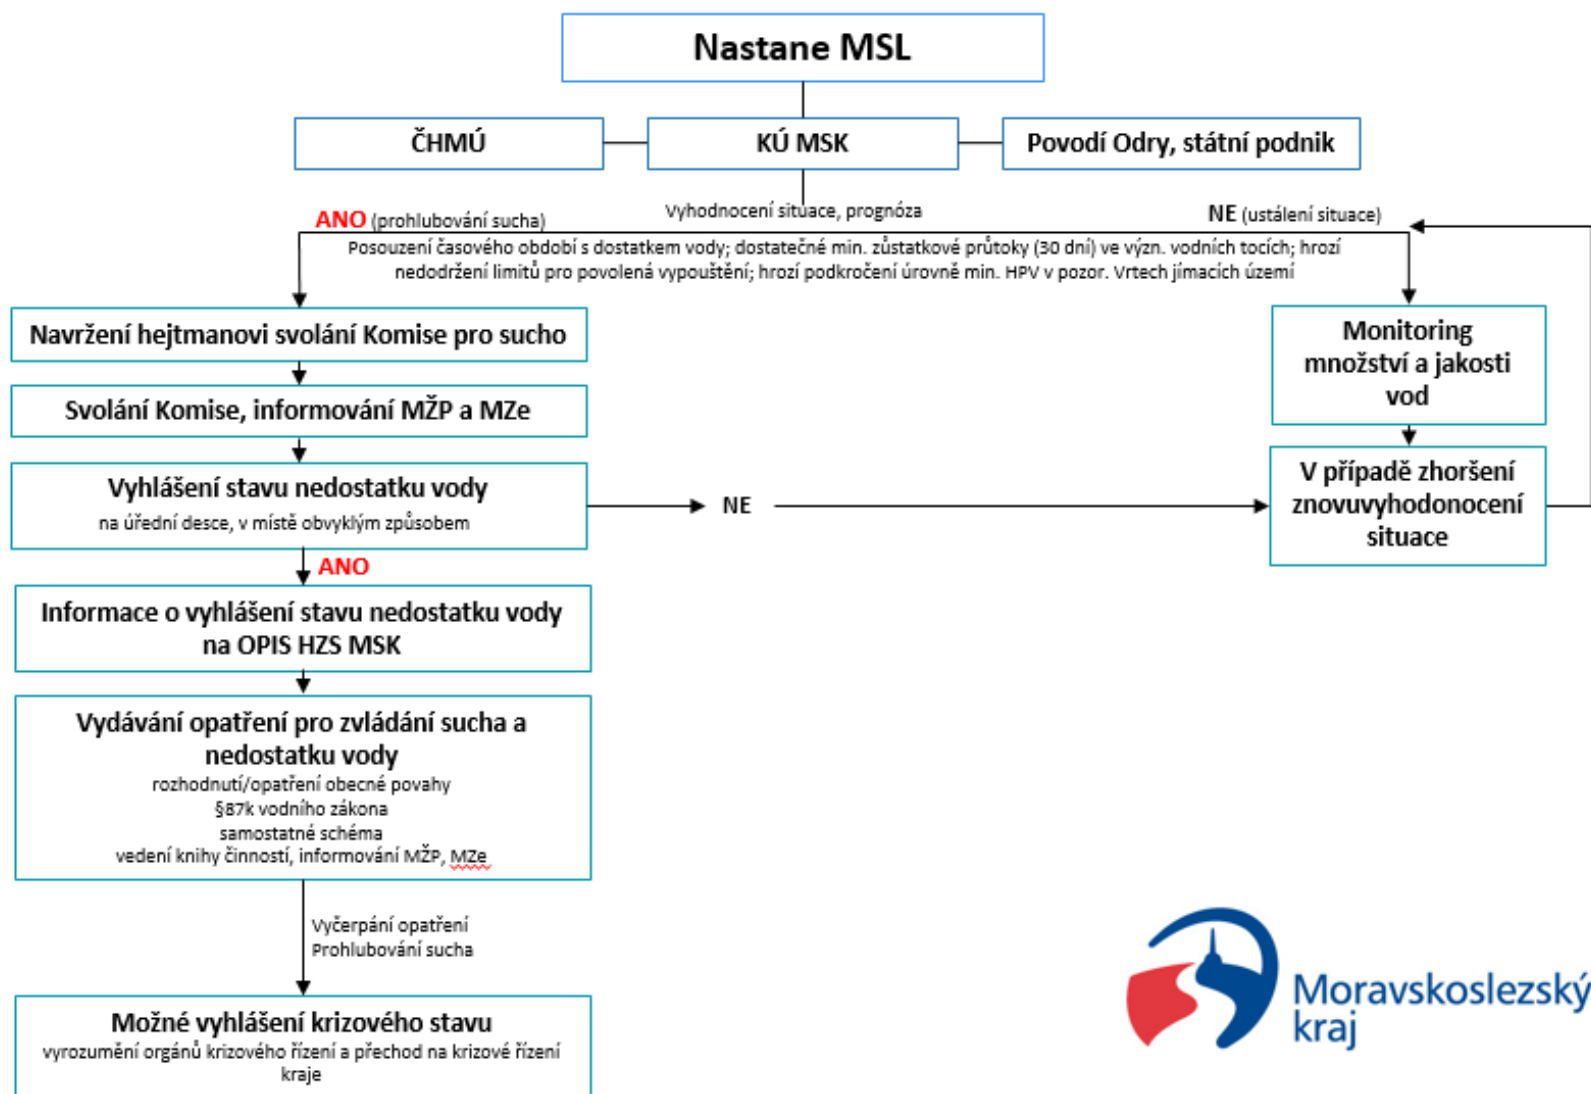 Nastane MSL
ČHMÚ
KÚ MSK
Povodí Odry, státní podnik
ANO (prohlubování sucha)
Vyhodnocení situace, prognóza
NE (ustálení situace)
Posouzení časového období s dostatkem vody; dostatečné min. zůstatkové průtoky (30 dní) ve význ. vodních tocích; hrozí
nedodržení limitů pro povolená vypouštění; hrozí podkročení úrovně min. HPV v pozor. Vrtech jímacích území
Navržení hejtmanovi svolání Komise pro sucho
Svolání Komise, informování MŽP a MZe
Vyhlášení stavu nedostatku vody
na úřední desce, v místě obvyklým způsobem
NE
Monitoring
množství a jakosti
vod
V případě zhoršení
znovuvyhodonocení
situace
ANO
Informace o vyhlášení stavu nedostatku vody
na OPIS HZS MSK
Vydávání opatření pro zvládání sucha a
nedostatku vody
rozhodnutí/opatření obecné povahy
§87k vodního zákona
samostatné schéma
vedení knihy činností, informování MŽP, MZe
Vyčerpání opatření
Prohlubování sucha
Možné vyhlášení krizového stavu
vyrozumění orgánů krizového řízení a přechod na krizové řízení
kraje
Moravskoslezský
kraj